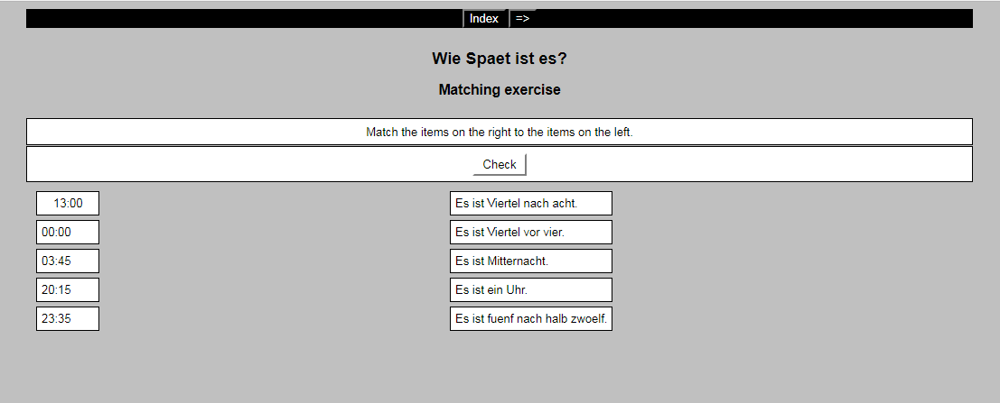 Index =>
Wie Spaet ist es?
Matching exercise
Match the items on the right to the items on the left.
Check
13:00 Es ist Viertel nach acht.
00:00 Es ist Viertel vor vier.
03:45 Es ist Mitternacht.
20:15 Es ist ein Uhr.
23:35 Es ist fuenf nach halb zwoelf.